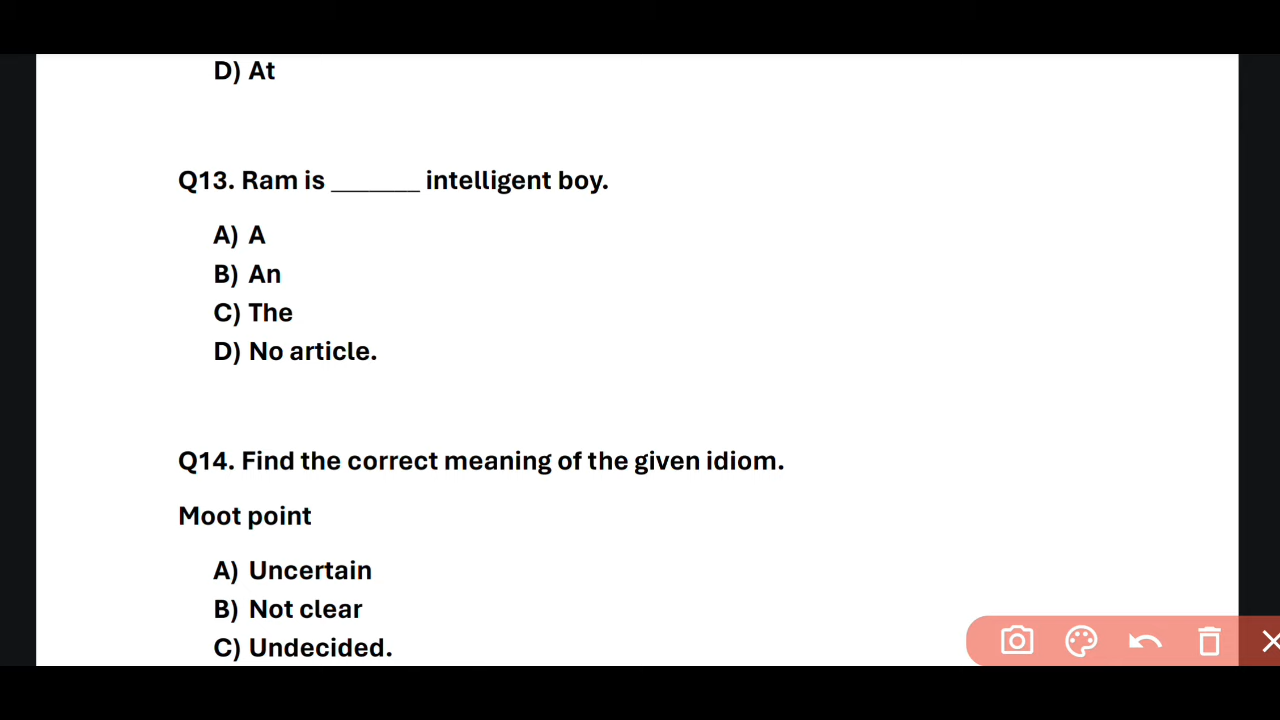 D) At
Q13. Ram is _______ intelligent boy.
A) A
B) An
C) The
D) No article.
Q14. Find the correct meaning of the given idiom.
Moot point
A) Uncertain
B) Not clear
C) Undecided.